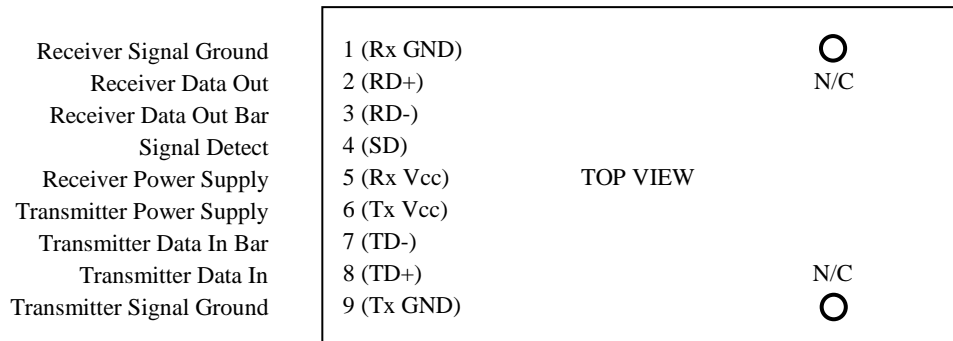 Receiver Signal Ground 1 (Rx GND)
Receiver Data Out 2 (RD+) N/C
Receiver Data Out Bar 3 (RD-)
Signal Detect 4 (SD)
Receiver Power Supply 5 (Rx Vcc) TOP VIEW
Transmitter Power Supply 6 (Tx Vcc)
Transmitter Data In Bar 7 (TD-)
Transmitter Data In 8 (TD+) N/C
Transmitter Signal Ground 9 (Tx GND)